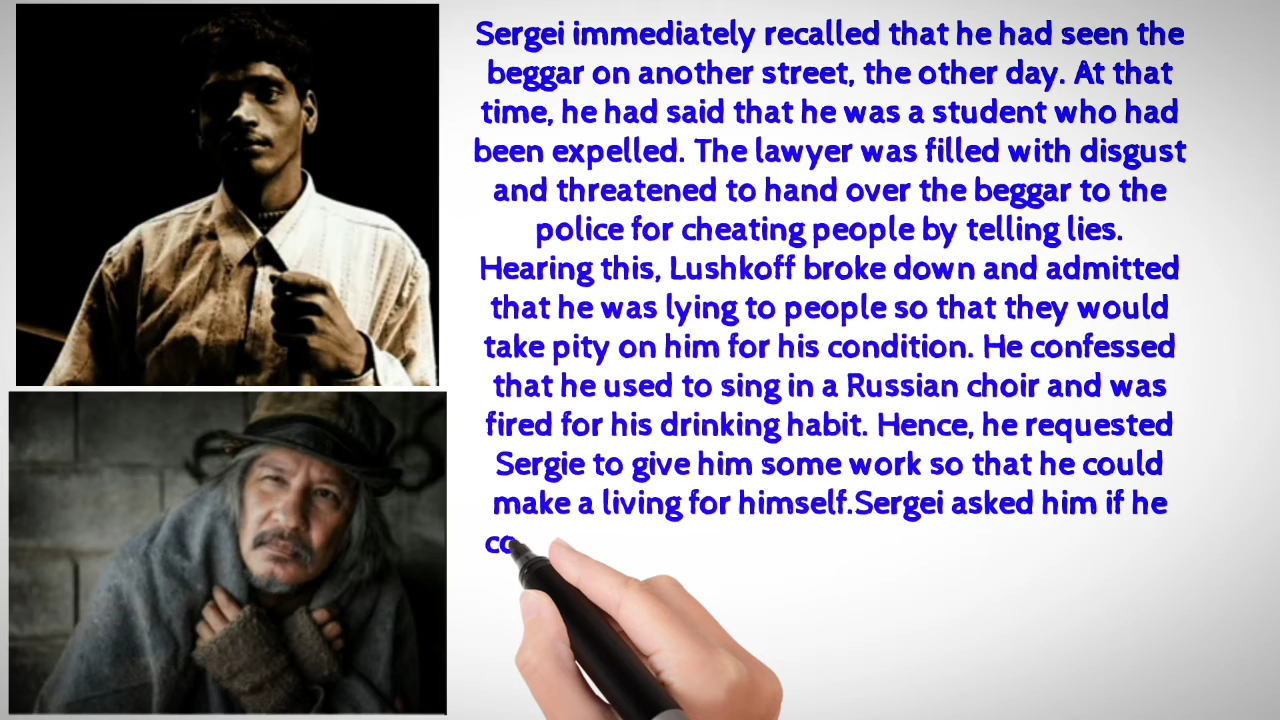 Sergei immediately recalled that he had seen the
beggar on another street, the other day. At that
time, he had said that he was a student who had
been expelled. The lawyer was filled with disgust
and threatened to hand over the beggar to the
police for cheating people by telling lies.
Hearing this, Lushkoff broke down and admitted
that he was lying to people so that they would
take pity on him for his condition. He confessed
that he used to sing in a Russian choir and was
fired for his drinking habit. Hence, he requested
Sergie to give him some work so that he could
make a living for himself.Sergei asked him if he
co